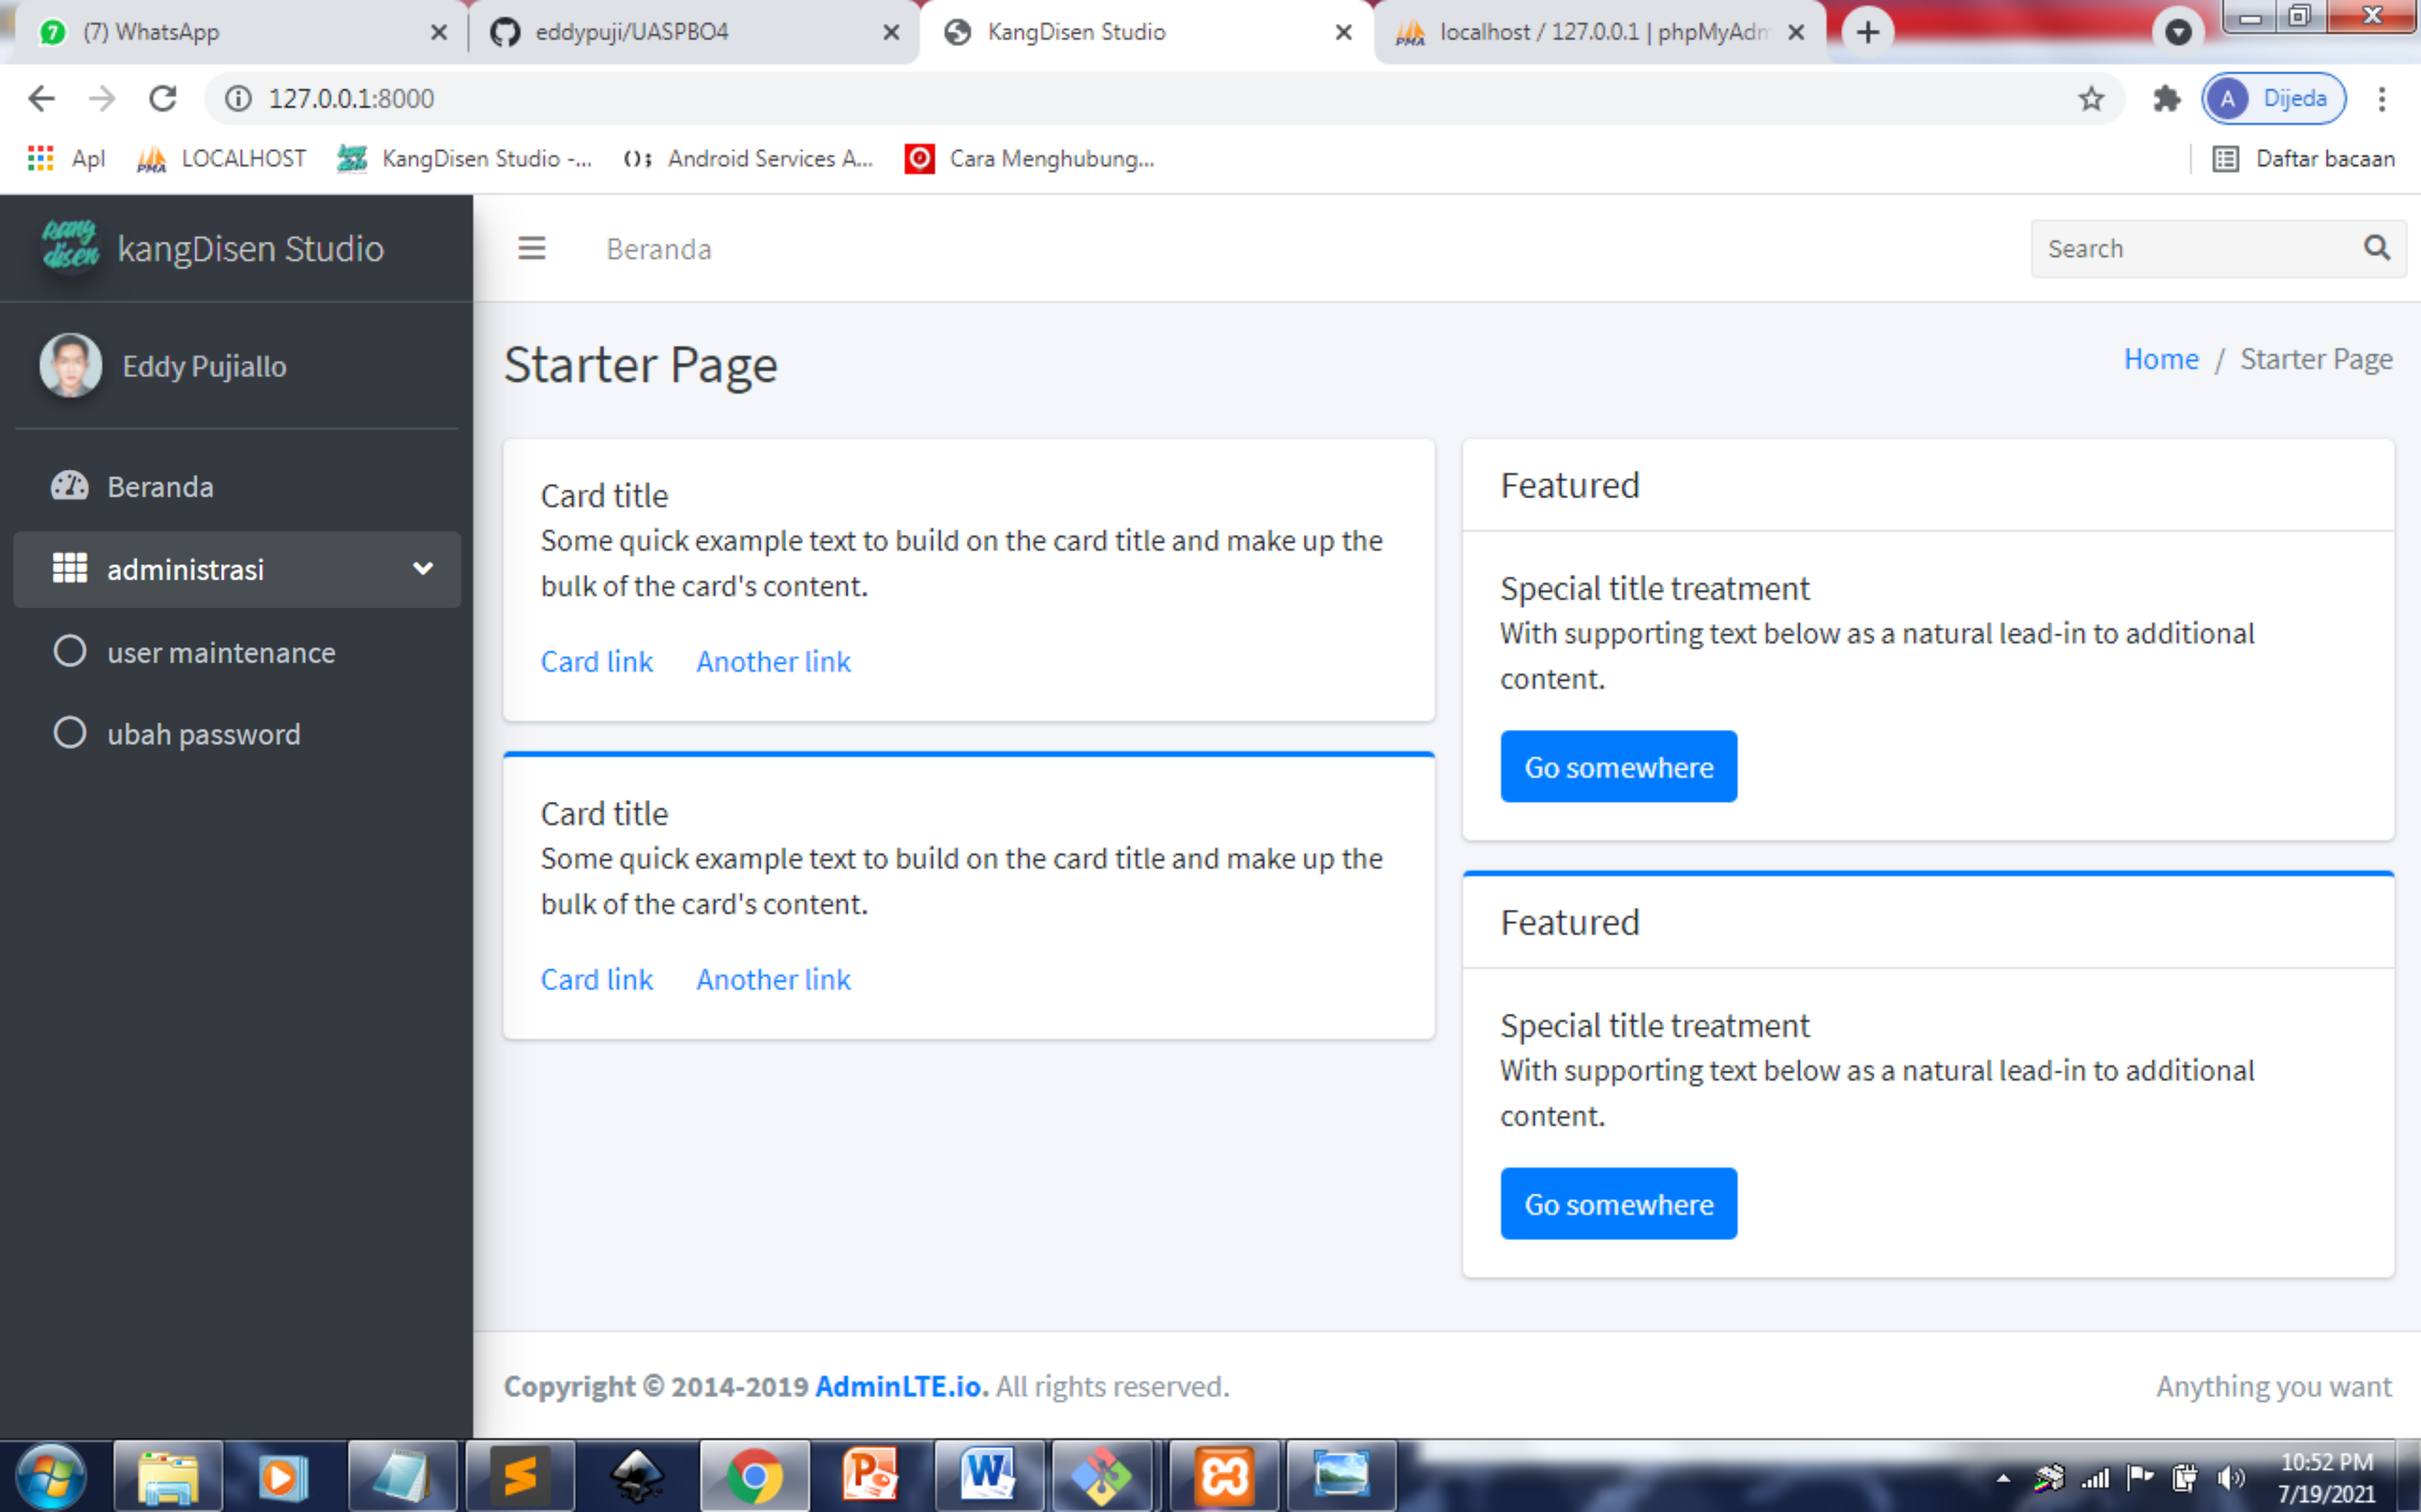 7 (7) WhatsApp
eddypuji/UASPBO4
KangDisen Studio
PMA localhost / 127.0.0.1 | phpMyAdm
127.0.0.1:8000
A Dijeda
Apl
PMA LOCALHOST
KangDisen Studio -...
(); Android Services A...
Cara Menghubung...
Daftar bacaan
kang disen
kangDisen Studio
Beranda
Search
Eddy Pujiallo
Beranda
administrasi
user maintenance
ubah password
Starter Page
Home / Starter Page
Card title
Some quick example text to build on the card title and make up the
bulk of the card's content.
Card link Another link
Card title
Some quick example text to build on the card title and make up the
bulk of the card's content.
Card link Another link
Featured
Special title treatment
With supporting text below as a natural lead-in to additional
content.
Go somewhere
Featured
Special title treatment
With supporting text below as a natural lead-in to additional
content.
Go somewhere
Copyright © 2014-2019 AdminLTE.io. All rights reserved.
Anything you want
10:52 PM
7/19/2021